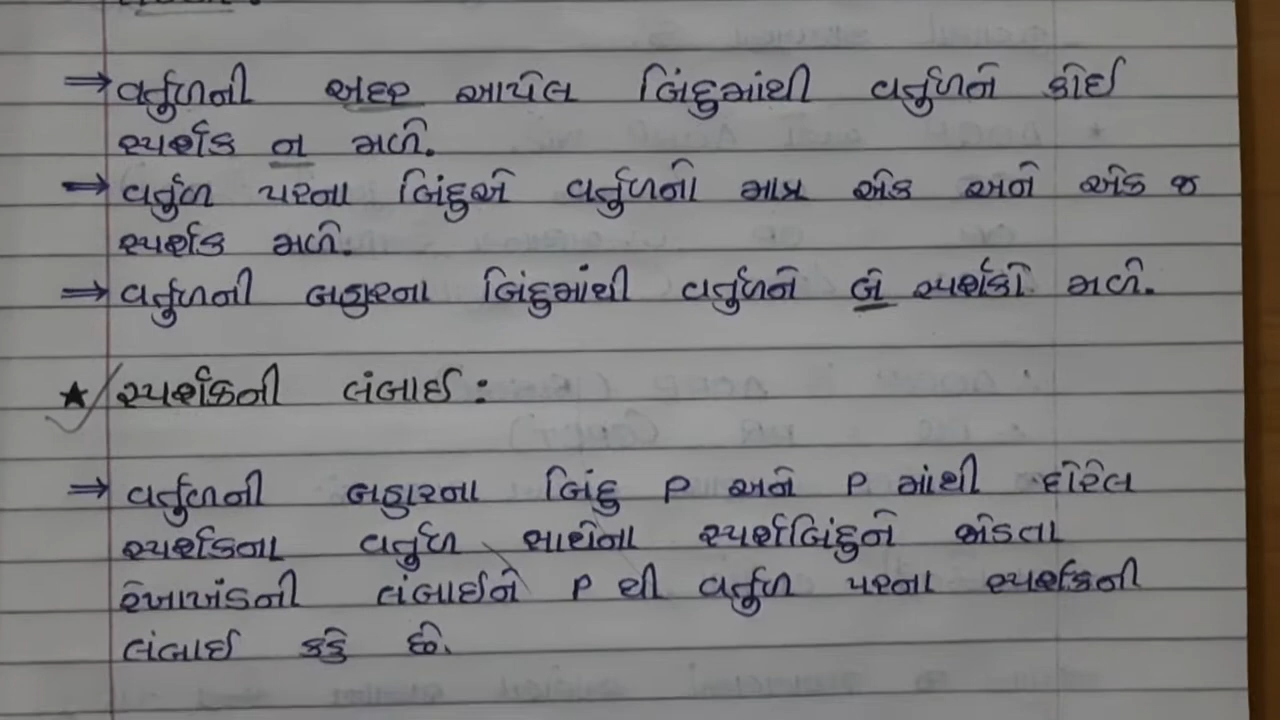 ⇒ વર્તુળની અંદર આપેલ બિંદુમાંથી વર્તુળને કોઈ
સ્પર્શક ન મળે.
⇒ વર્તુળ પરના બિંદુએ વર્તુળનો માત્ર એક અને એક જ
સ્પર્શક મળે.
⇒ વર્તુળની બહારના બિંદુમાંથી વર્તુળને બે સ્પર્શકો મળે.
★ સ્પર્શકની લંબાઈ :
⇒ વર્તુળની બહારના બિંદુ P અને P માંથી દોરેલ
સ્પર્શકના વર્તુળ સાથેના સ્પર્શબિંદુને જોડતા
રેખાખંડની લંબાઈને P થી વર્તુળ પરના સ્પર્શકની
લંબાઈ કહે છે.